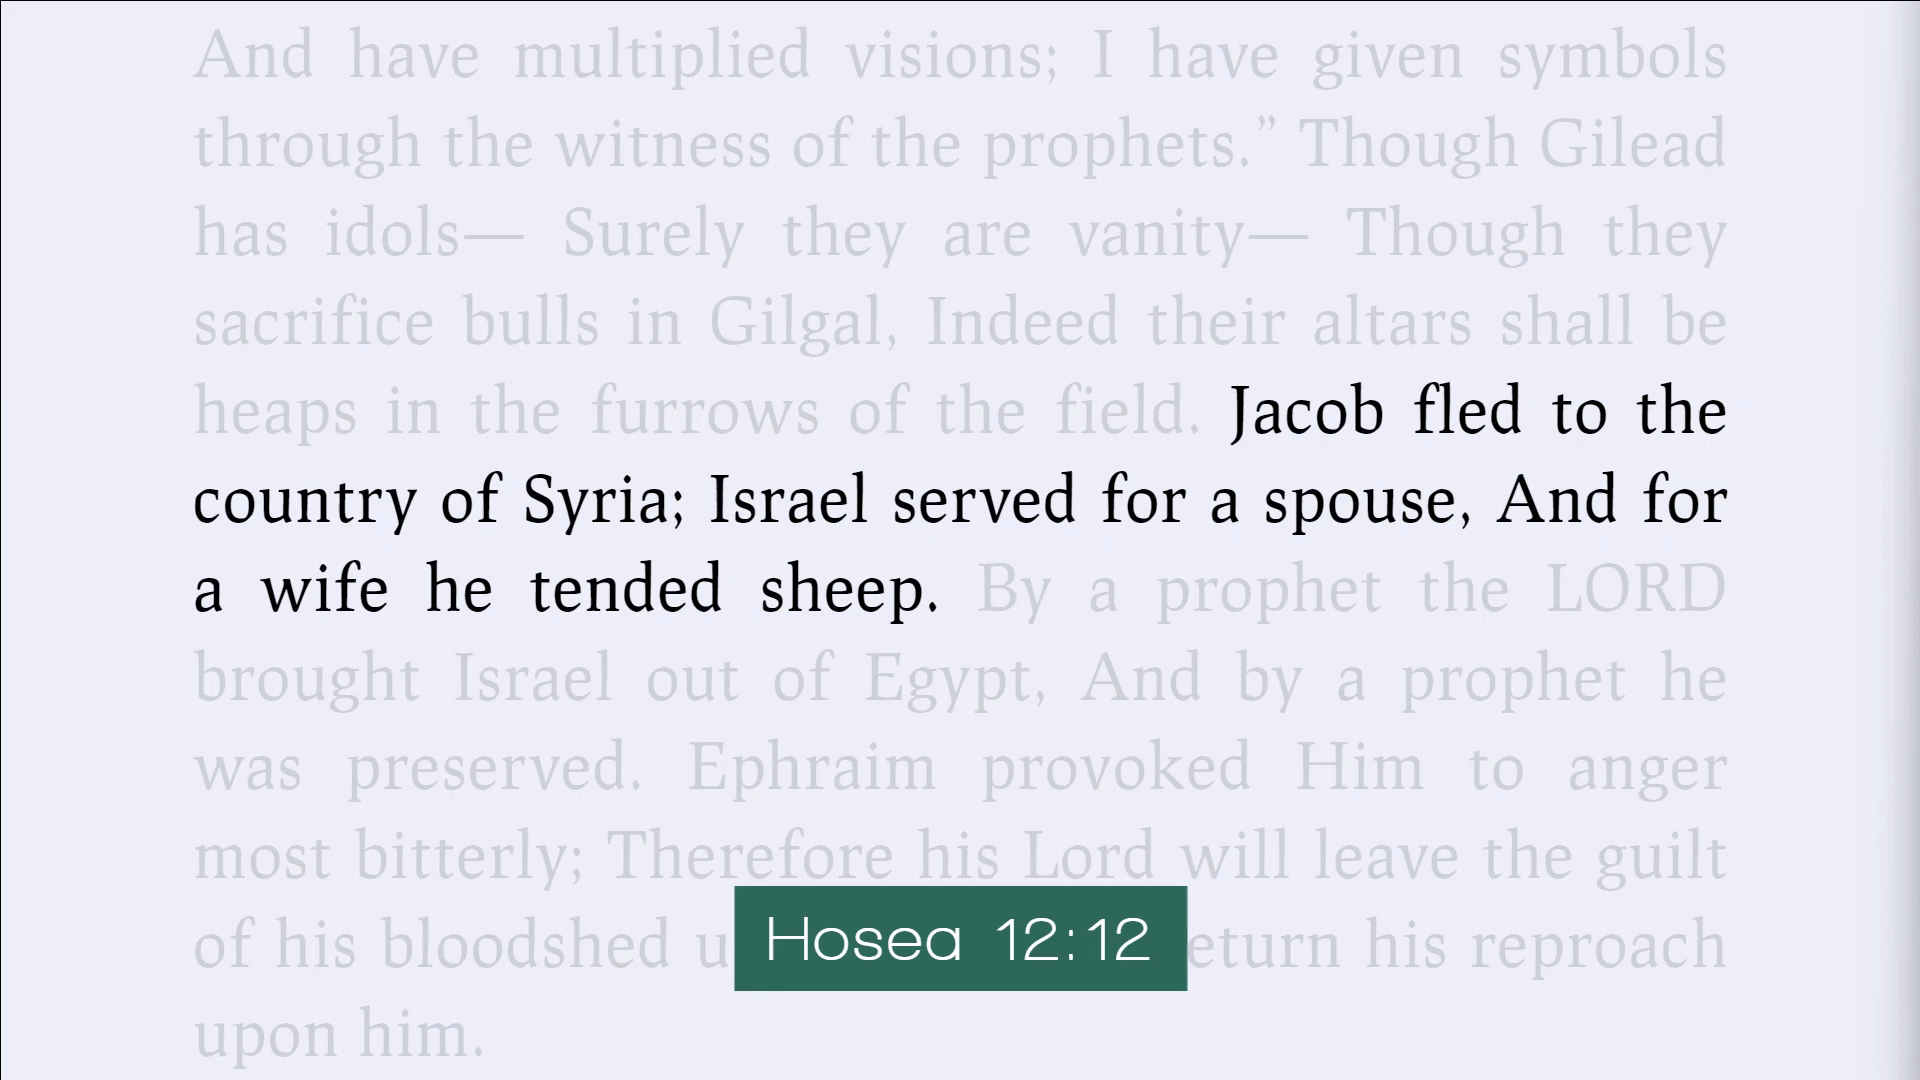 And have multiplied visions; I have given symbols
through the witness of the prophets.” Though Gilead
has idols— Surely they are vanity— Though they
sacrifice bulls in Gilgal, Indeed their altars shall be
heaps in the furrows of the field. Jacob fled to the
country of Syria; Israel served for a spouse, And for
a wife he tended sheep. By a prophet the LORD
brought Israel out of Egypt, And by a prophet he
was preserved. Ephraim provoked Him to anger
most bitterly; Therefore his Lord will leave the guilt
of his bloodshed his reproach
Hosea 12:12
upon him.